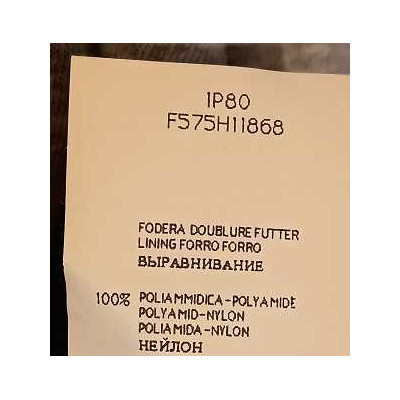 IP80
F575H11868
FODERA DOUBLURE FUTTER
LINING FORRO FORRO
ВЫРАВНИВАНИЕ
100% POLIAMMIDICA-POLYAMIDE
POLYAMID-NYLON
POLIAMIDA-NYLON
НЕЙЛОН